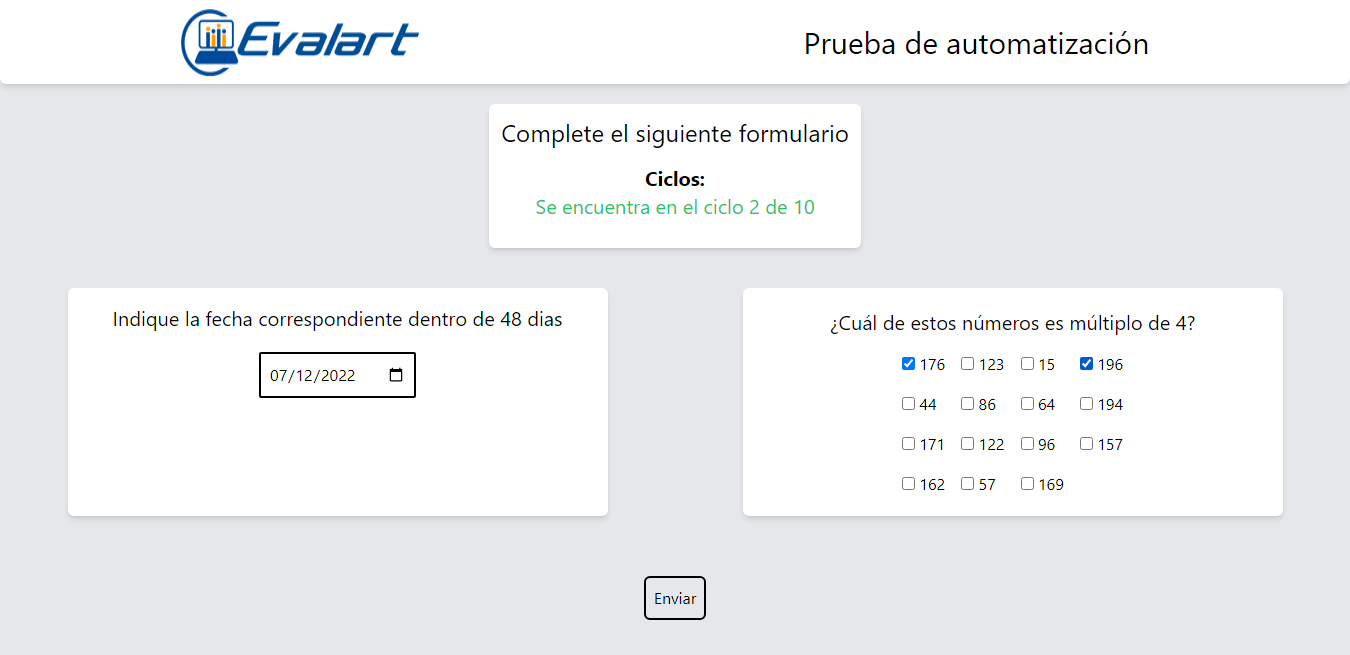 Evalart
Prueba de automatización
Complete el siguiente formulario
Ciclos:
Se encuentra en el ciclo 2 de 10
Indique la fecha correspondiente dentro de 48 dias
07/12/2022
¿Cuál de estos números es múltiplo de 4?
176 123 15 196
44 86 64 194
171 122 96 157
162 57 169
Enviar